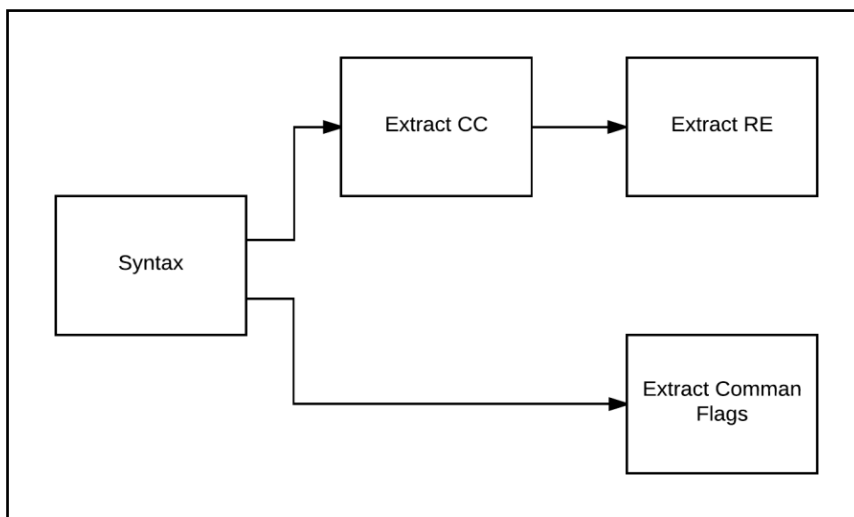 Extract CC
Extract RE
Syntax
Extract Comman
Flags